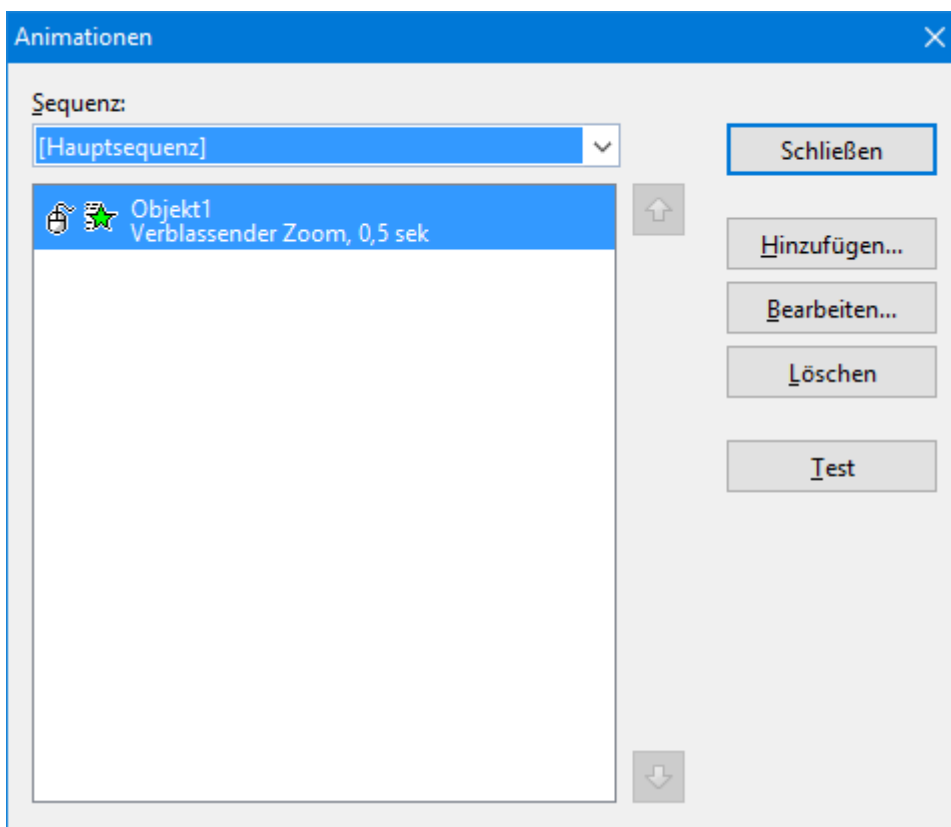 Animationen
Sequenz:
[Hauptsequenz]
Schließen
Objekt1
Verblassender Zoom, 0,5 sek
Hinzufügen...
Bearbeiten...
Löschen
Test